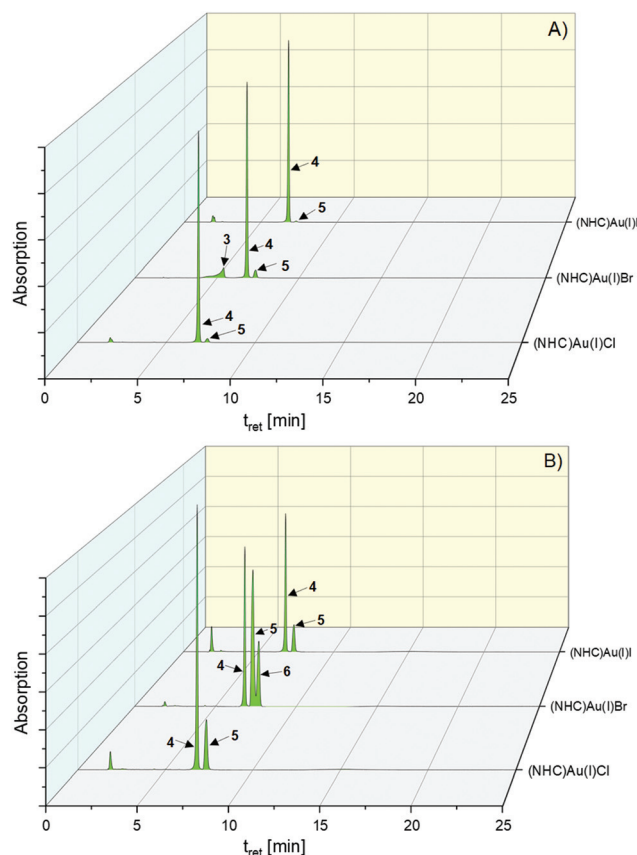 A)
4
5
(NHC)Au(I)I
3
4
5
(NHC)Au(I)Br
4
5
(NHC)Au(I)Cl
Absorption
0
5
10
15
20
25
tret [min]
B)
4
5
(NHC)Au(I)I
5
4
6
(NHC)Au(I)Br
4
5
(NHC)Au(I)Cl
Absorption
0
5
10
15
20
25
tret [min]